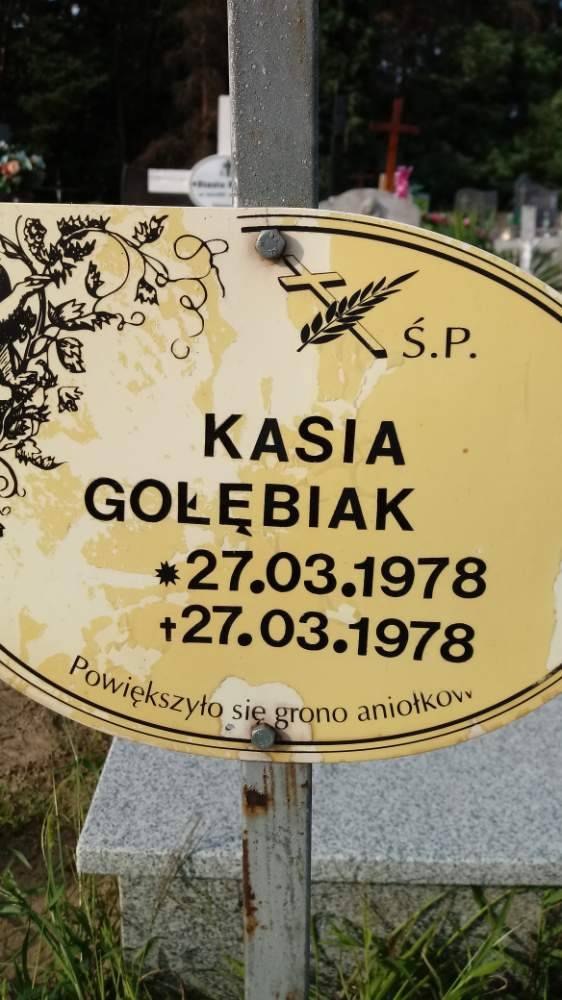 Ś.P.
KASIA
GOŁĘBIAK
*27.03.1978
†27.03.1978
Powiększyło się grono aniołków